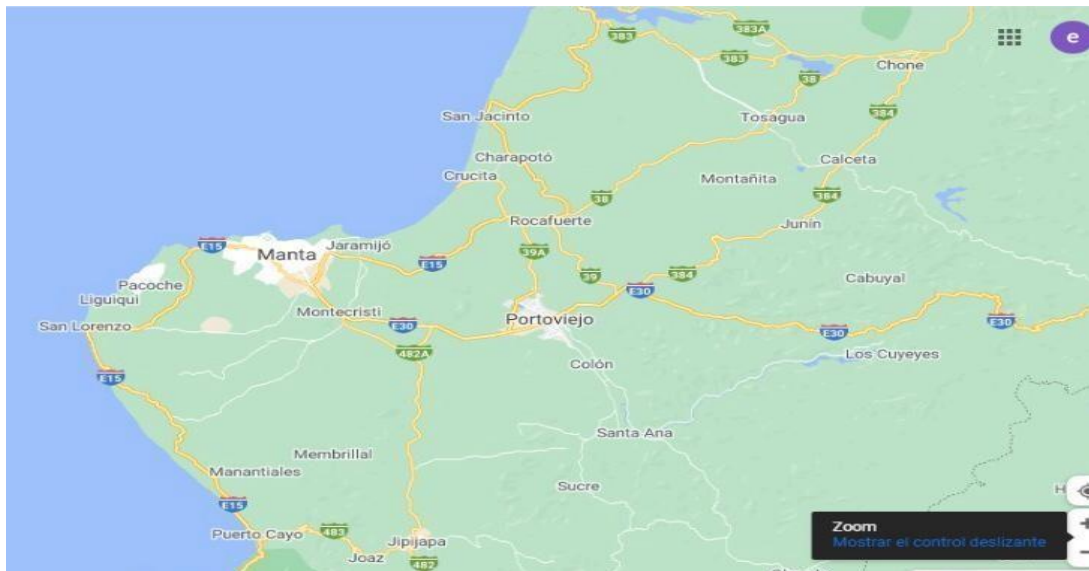 383
383A
e
383
38
Chone
San Jacinto
Tosagua
384
Charapotó
Calceta
Crucita
Montañita
38
384
Rocafuerte
Junín
E15
Manta
Jaramijó
39A
E15
39
384
Cabuyal
Pacoche
E30
Liguiqui
Montecristi
San Lorenzo
E30
Portoviejo
E30
E30
482A
Los Cuyeyes
Colón
E15
Santa Ana
Membrillal
Manantiales
Sucre
E15
Zoom
Mostrar el control deslizante
Puerto Cayo
483
Jipijapa
Joaz
482